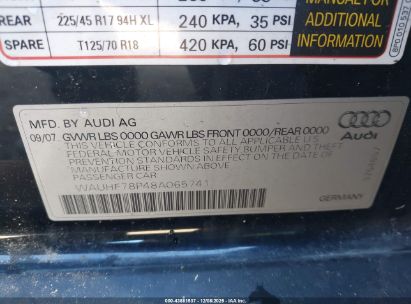 REAR 225/45 R17 94H XL 240 KPA, 35 PSI
SPARE T125/70 R18 420 KPA, 60 PSI
MANUAL FOR
ADDITIONAL
INFORMATION
MFD. BY AUDI AG
09/07 GVWR LBS 0000 GAWR LBS FRONT 0000/REAR 0000
THIS VEHICLE CONFORMS TO ALL APPLICABLE
FEDERAL-MOTOR VEHICLE SAFETY,BUMPER AND THEFT
PREVENTION STANDARDS IN EFFECT ON THE DATE OF
MANUFACTURE SHOWN ABOVE.
PASSENGER CAR
WAUHF78P48A065741
Audi
GERMANY